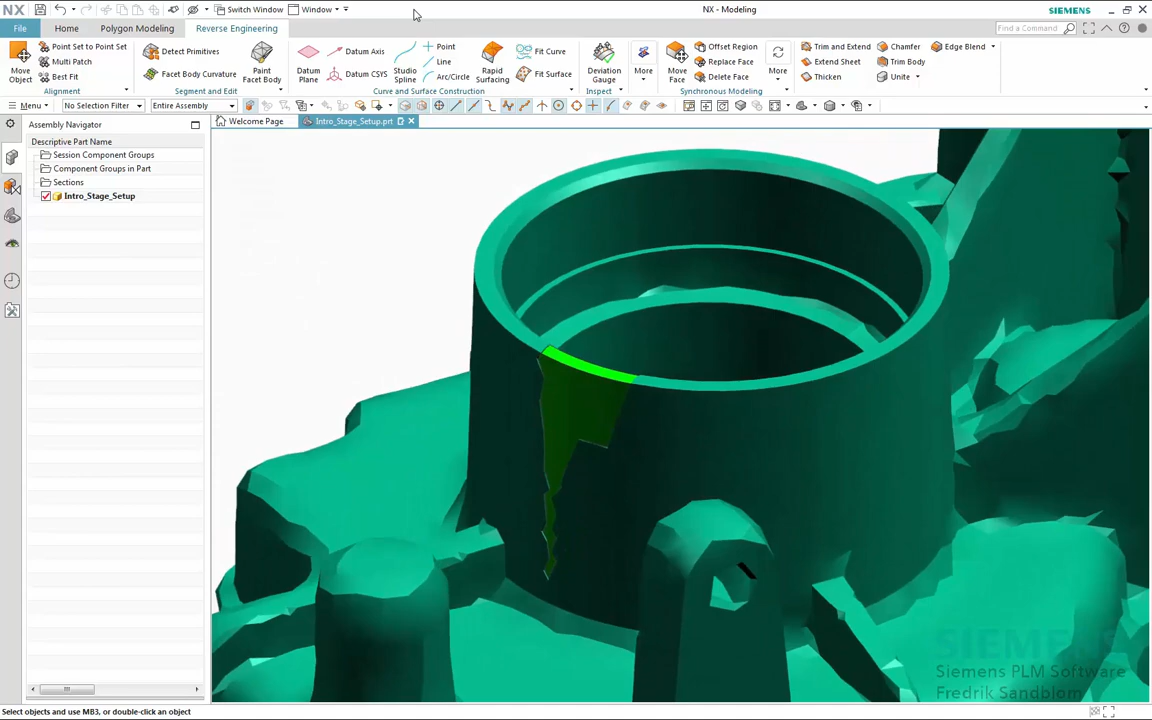 NX
Switch Window
Window
NX - Modeling
SIEMENS
File
Home
Polygon Modeling
Reverse Engineering
Find a Command
Move Object
Point Set to Point Set
Multi Patch
Best Fit
Alignment
Detect Primitives
Facet Body Curvature
Paint Facet Body
Segment and Edit
Datum Plane
Datum Axis
Datum CSYS
Studio Spline
Point
Line
Arc/Circle
Rapid Surfacing
Fit Curve
Fit Surface
Curve and Surface Construction
Deviation Gauge
Inspect
More
Move Face
Offset Region
Replace Face
Delete Face
More
Synchronous Modeling
Trim and Extend
Extend Sheet
Thicken
Chamfer
Trim Body
Unite
Edge Blend
Operations
Menu
No Selection Filter
Entire Assembly
Assembly Navigator
Welcome Page
Intro_Stage_Setup.prt
Descriptive Part Name
Session Component Groups
Component Groups in Part
Sections
Intro_Stage_Setup
SIEMENS
Siemens PLM Software
Fredrik Sandblom
Select objects and use MB3, or double-click an object